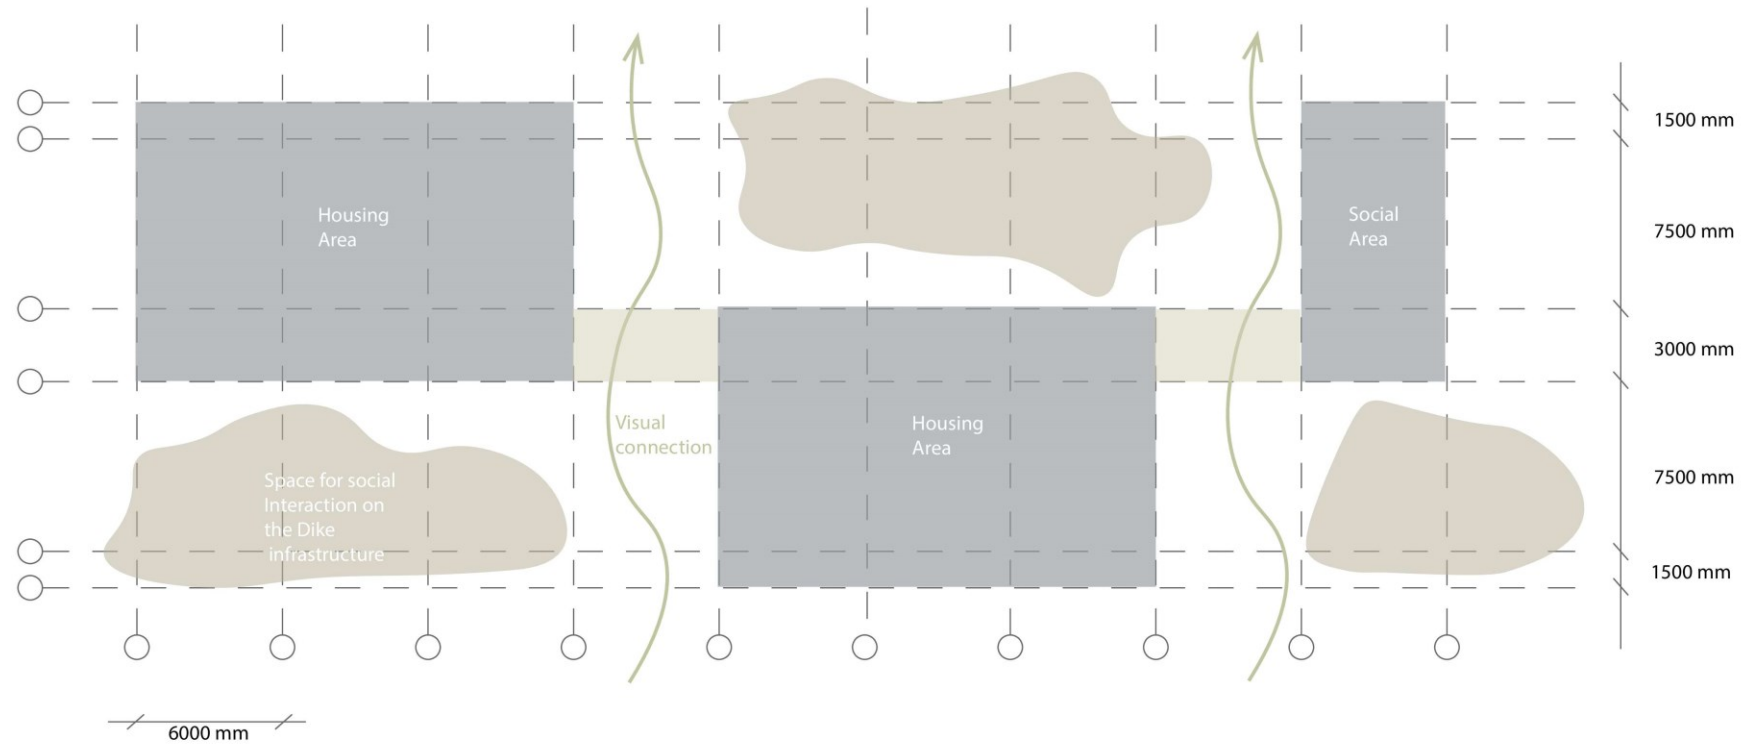 1500 mm
Housing
Area
Social
Area
7500 mm
3000 mm
Visual
connection
Housing
Area
Space for social
Interaction on
the Dike
infrastructure
7500 mm
1500 mm
6000 mm